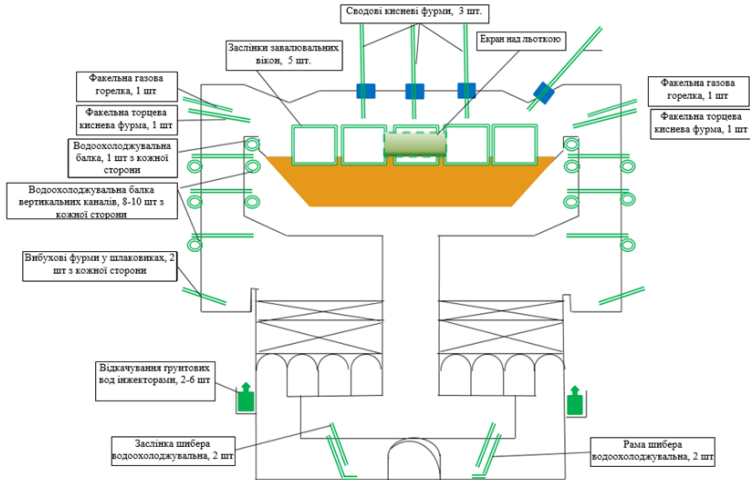 Сводові кисневі фурми, 3 шт.
Заслінки завалювальних
вікон, 5 шт.
Екран над льоткою
Факельна газова
горелка, 1 шт
Факельна торцева
киснева фурма, 1 шт
Водоохолоджувальна
балка, 1 шт з кожної
сторони
Водоохолоджувальна балка
вертикальних каналів, 8-10 шт з
кожної сторони
Вибухові фурми у шлаковиках, 2
шт з кожної сторони
Факельна газова
горелка, 1 шт
Факельна торцева
киснева фурма, 1 шт
Відкачування ґрунтових
вод інжекторами, 2-6 шт
Заслінка шибера
водоохолоджувальна, 2 шт
Рама шибера
водоохолоджувальна, 2 шт